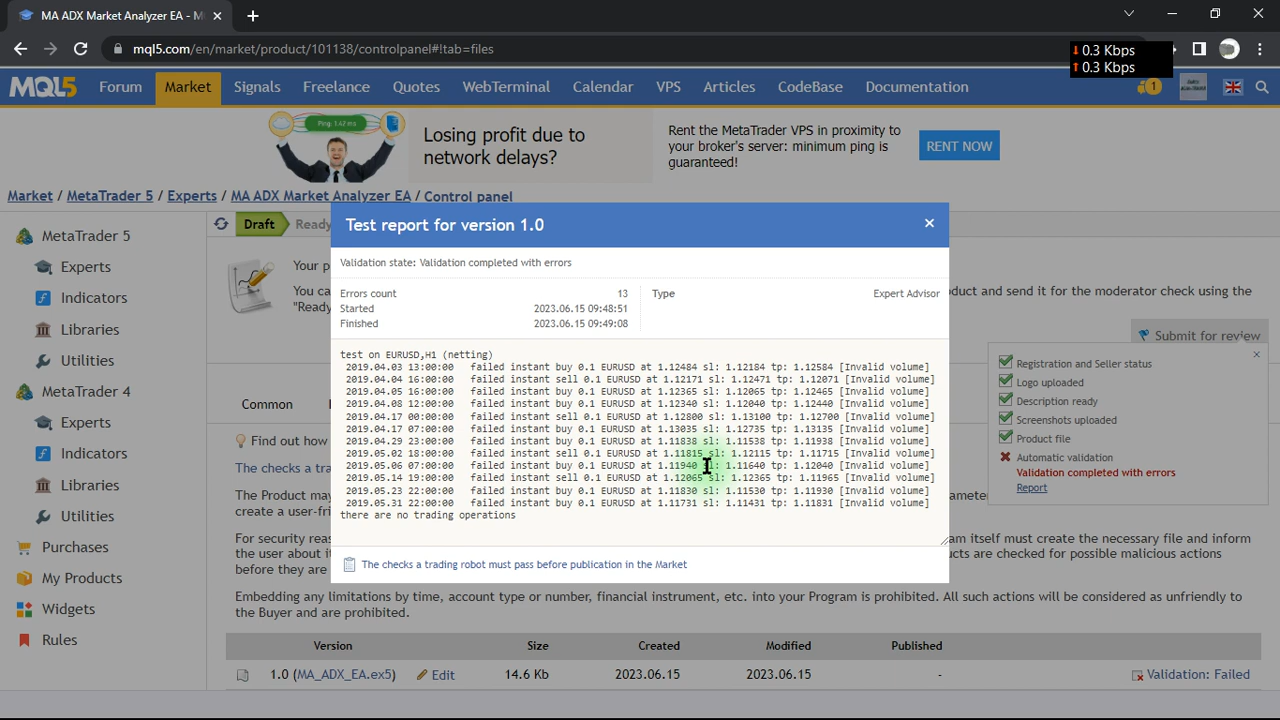 MA ADX Market Analyzer EA - M
mql5.com/en/market/product/101138/controlpanel#!tab=files
0.3 Kbps
0.3 Kbps
MQL5 Forum Market Signals Freelance Quotes WebTerminal Calendar VPS Articles CodeBase Documentation 1
Ping: 1.42 ms
Losing profit due to
network delays?
Rent the MetaTrader VPS in proximity to
your broker's server: minimum ping is
guaranteed!
RENT NOW
Market / MetaTrader 5 / Experts / MA ADX Market Analyzer EA / Control panel
MetaTrader 5
Experts
Indicators
Libraries
Utilities
MetaTrader 4
Experts
Indicators
Libraries
Utilities
Purchases
My Products
Widgets
Rules
Draft Ready
Your p
You ca
"Ready
oduct and send it for the moderator check using the
Submit for review
Common
Find out how
The checks a tra
The Product may
create a user-fri
For security reas
the user about it
before they are
am itself must create the necessary file and inform
ucts are checked for possible malicious actions
Embedding any limitations by time, account type or number, financial instrument, etc. into your Program is prohibited. All such actions will be considered as unfriendly to
the Buyer and are prohibited.
Registration and Seller status
Logo uploaded
Description ready
Screenshots uploaded
Product file
Automatic validation
Validation completed with errors
Report
Test report for version 1.0
Validation state: Validation completed with errors
Errors count 13
Started 2023.06.15 09:48:51
Finished 2023.06.15 09:49:08
Type Expert Advisor
test on EURUSD,H1 (netting)
2019.04.03 13:00:00 failed instant buy 0.1 EURUSD at 1.12484 sl: 1.12184 tp: 1.12584 [Invalid volume]
2019.04.04 16:00:00 failed instant sell 0.1 EURUSD at 1.12171 sl: 1.12471 tp: 1.12071 [Invalid volume]
2019.04.05 16:00:00 failed instant buy 0.1 EURUSD at 1.12365 sl: 1.12065 tp: 1.12465 [Invalid volume]
2019.04.08 12:00:00 failed instant buy 0.1 EURUSD at 1.12340 sl: 1.12040 tp: 1.12440 [Invalid volume]
2019.04.17 00:00:00 failed instant sell 0.1 EURUSD at 1.12800 sl: 1.13100 tp: 1.12700 [Invalid volume]
2019.04.17 07:00:00 failed instant buy 0.1 EURUSD at 1.13035 sl: 1.12735 tp: 1.13135 [Invalid volume]
2019.04.29 23:00:00 failed instant buy 0.1 EURUSD at 1.11838 sl: 1.11538 tp: 1.11938 [Invalid volume]
2019.05.02 18:00:00 failed instant sell 0.1 EURUSD at 1.11815 sl: 1.12115 tp: 1.11715 [Invalid volume]
2019.05.06 07:00:00 failed instant buy 0.1 EURUSD at 1.11940 sl: 1.11640 tp: 1.12040 [Invalid volume]
2019.05.14 19:00:00 failed instant sell 0.1 EURUSD at 1.12065 sl: 1.12365 tp: 1.11965 [Invalid volume]
2019.05.23 22:00:00 failed instant buy 0.1 EURUSD at 1.11830 sl: 1.11530 tp: 1.11930 [Invalid volume]
2019.05.31 22:00:00 failed instant buy 0.1 EURUSD at 1.11731 sl: 1.11431 tp: 1.11831 [Invalid volume]
there are no trading operations
The checks a trading robot must pass before publication in the Market
Version Size Created Modified Published
1.0 (MA_ADX_EA.ex5) Edit 14.6 Kb 2023.06.15 2023.06.15 - Validation: Failed